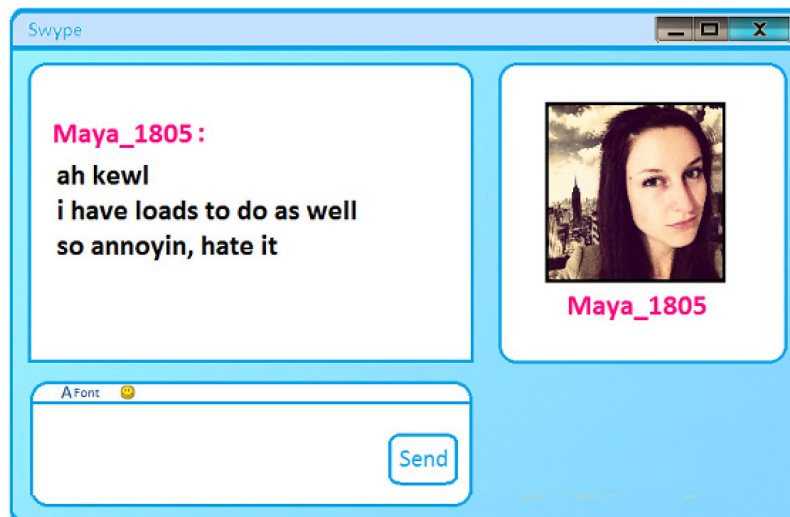 Swype
X
Maya_1805:
ah kewl
i have loads to do as well
so annoyin, hate it
Maya_1805
A Font
Send